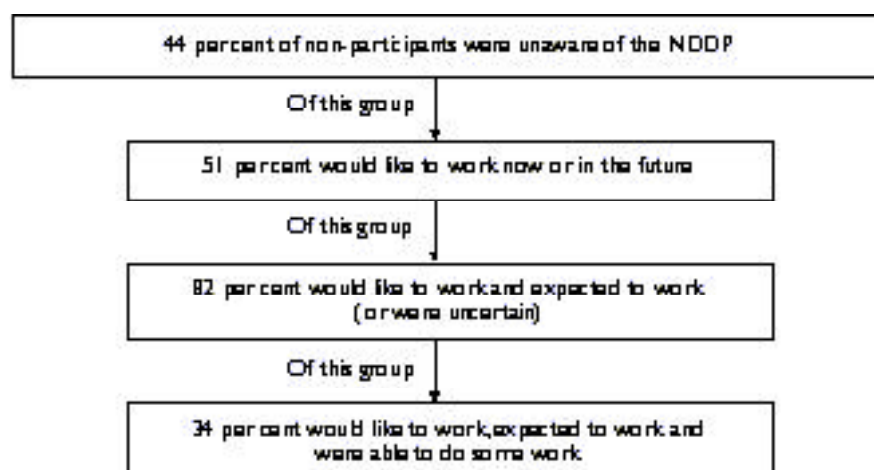 44 percent of non-participants were unaware of the NDDP
Of this group
51 percent would like to work now or in the future
Of this group
82 percent would like to work and expected to work
(or were uncertain)
Of this group
34 percent would like to work, expected to work and
were able to do some work